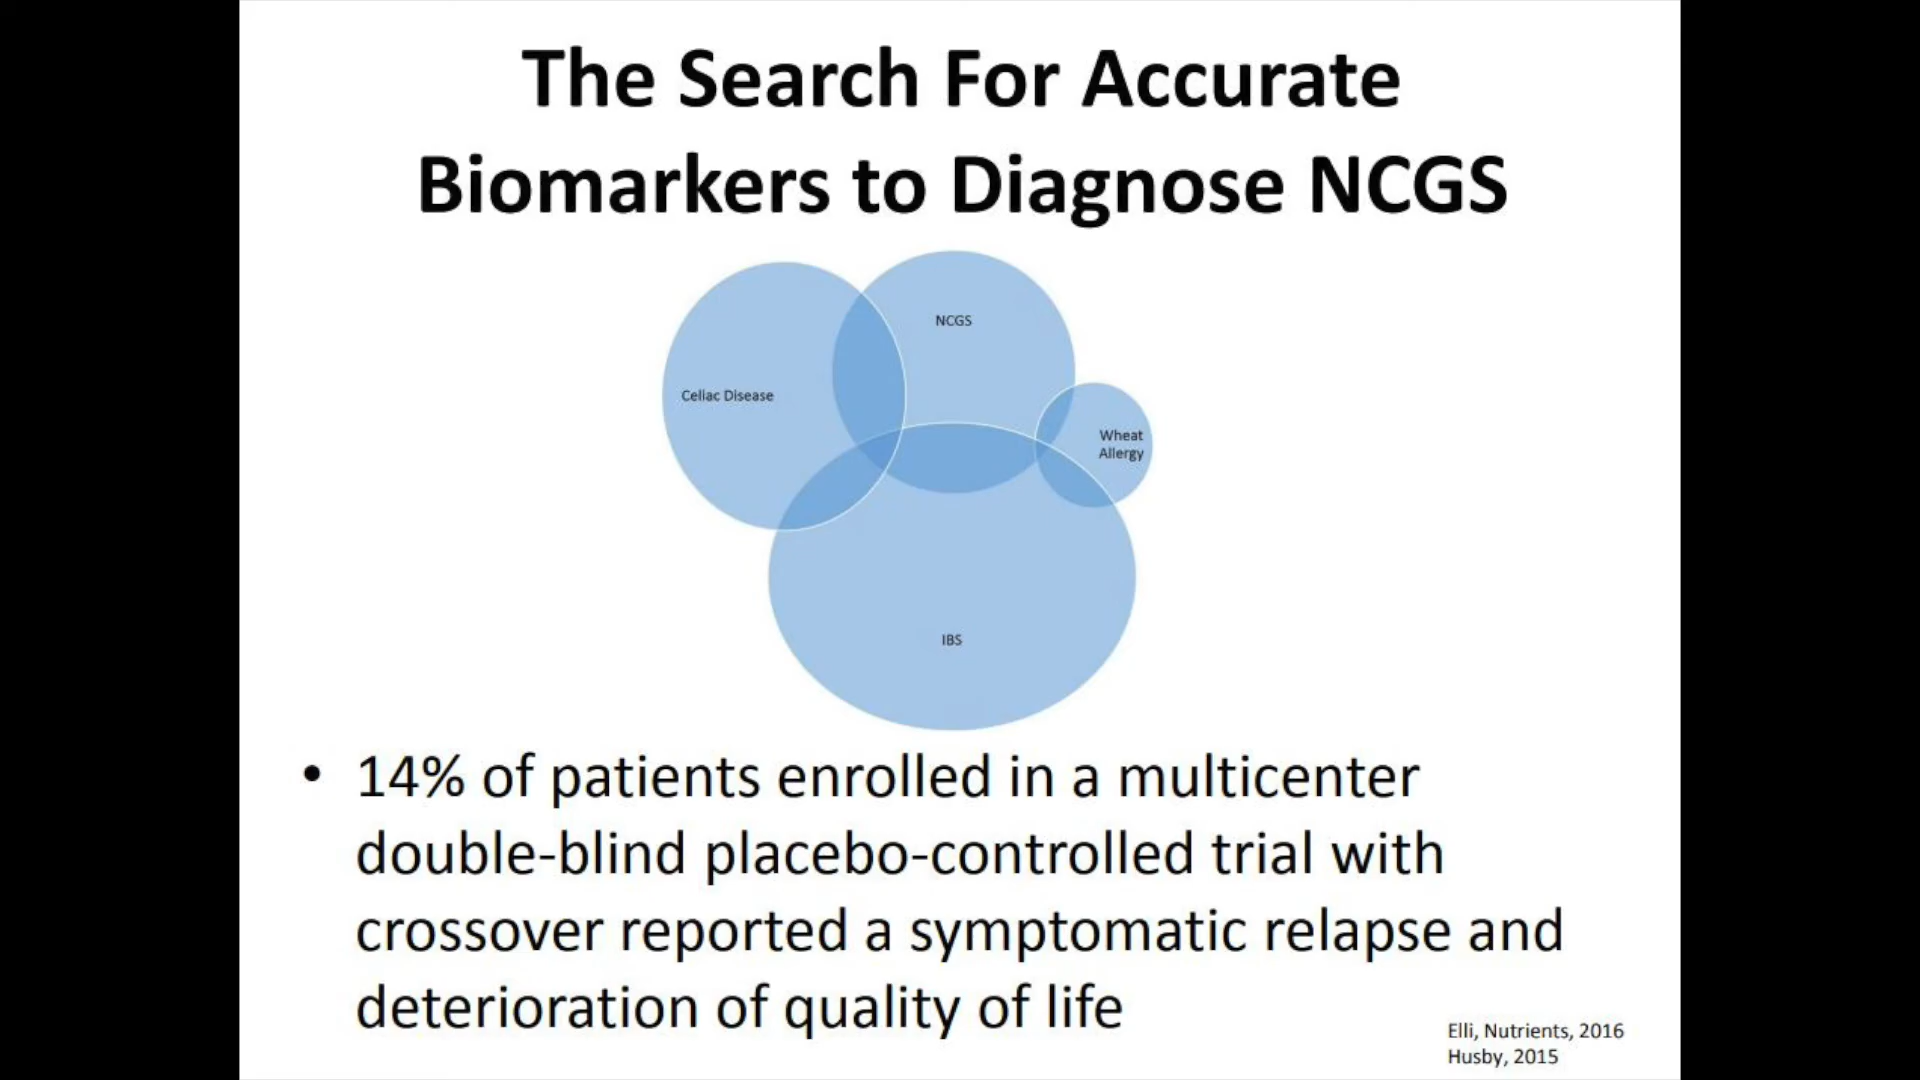 The Search For Accurate
Biomarkers to Diagnose NCGS
NCGS
Celiac Disease
Wheat
Allergy
IBS
• 14% of patients enrolled in a multicenter
double-blind placebo-controlled trial with
crossover reported a symptomatic relapse and
deterioration of quality of life
Elli, Nutrients, 2016
Husby, 2015